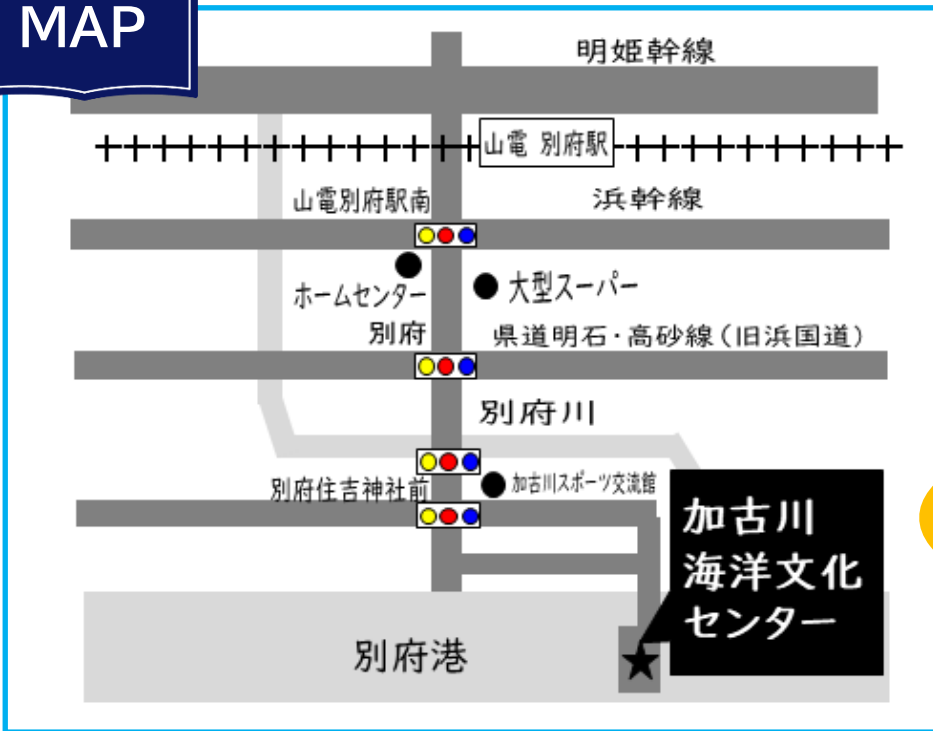 MAP
明姫幹線
山電 別府駅
山電別府駅南
浜幹線
ホームセンター
大型スーパー
別府
県道明石・高砂線(旧浜国道)
別府川
加古川スポーツ交流館
別府住吉神社前
加古川
海洋文化
センター
別府港